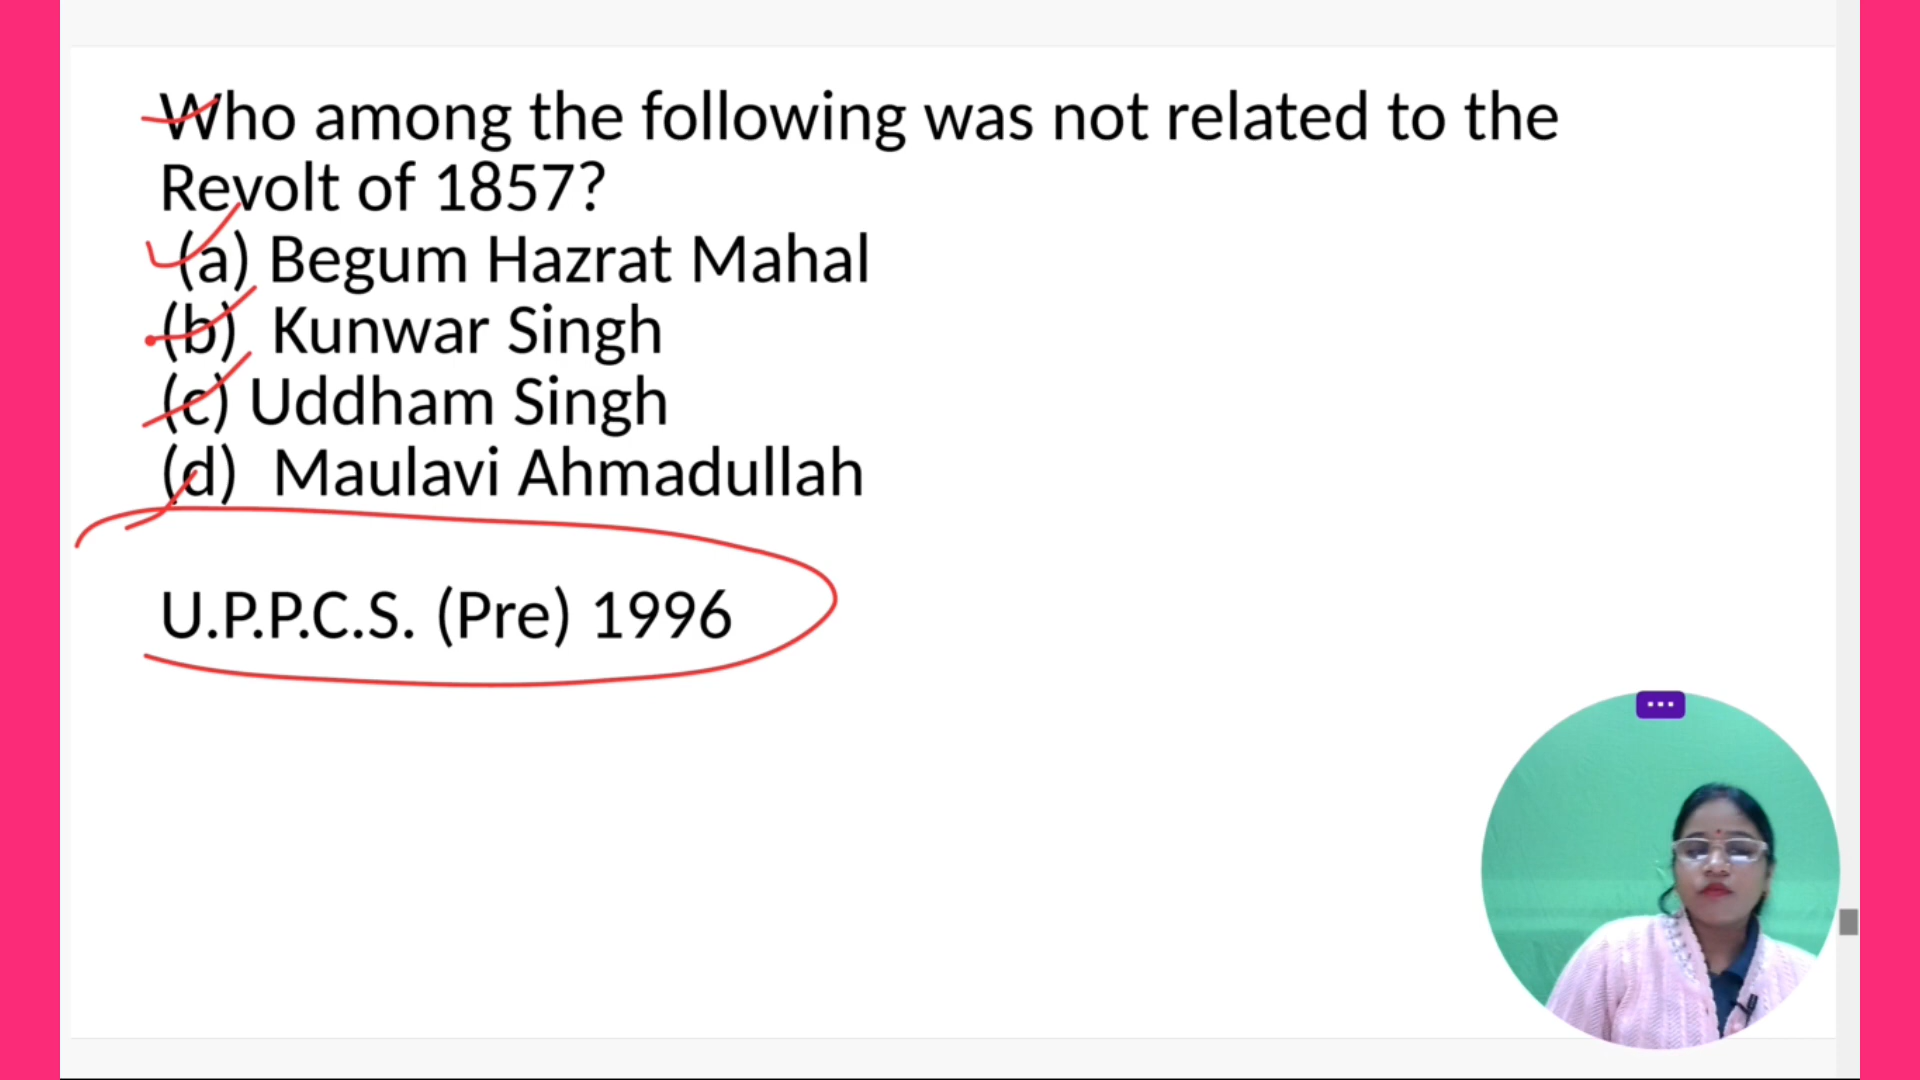 Who among the following was not related to the
Revolt of 1857?
(a) Begum Hazrat Mahal
(b) Kunwar Singh
(c) Uddham Singh
(d) Maulavi Ahmadullah
U.P.P.C.S. (Pre) 1996